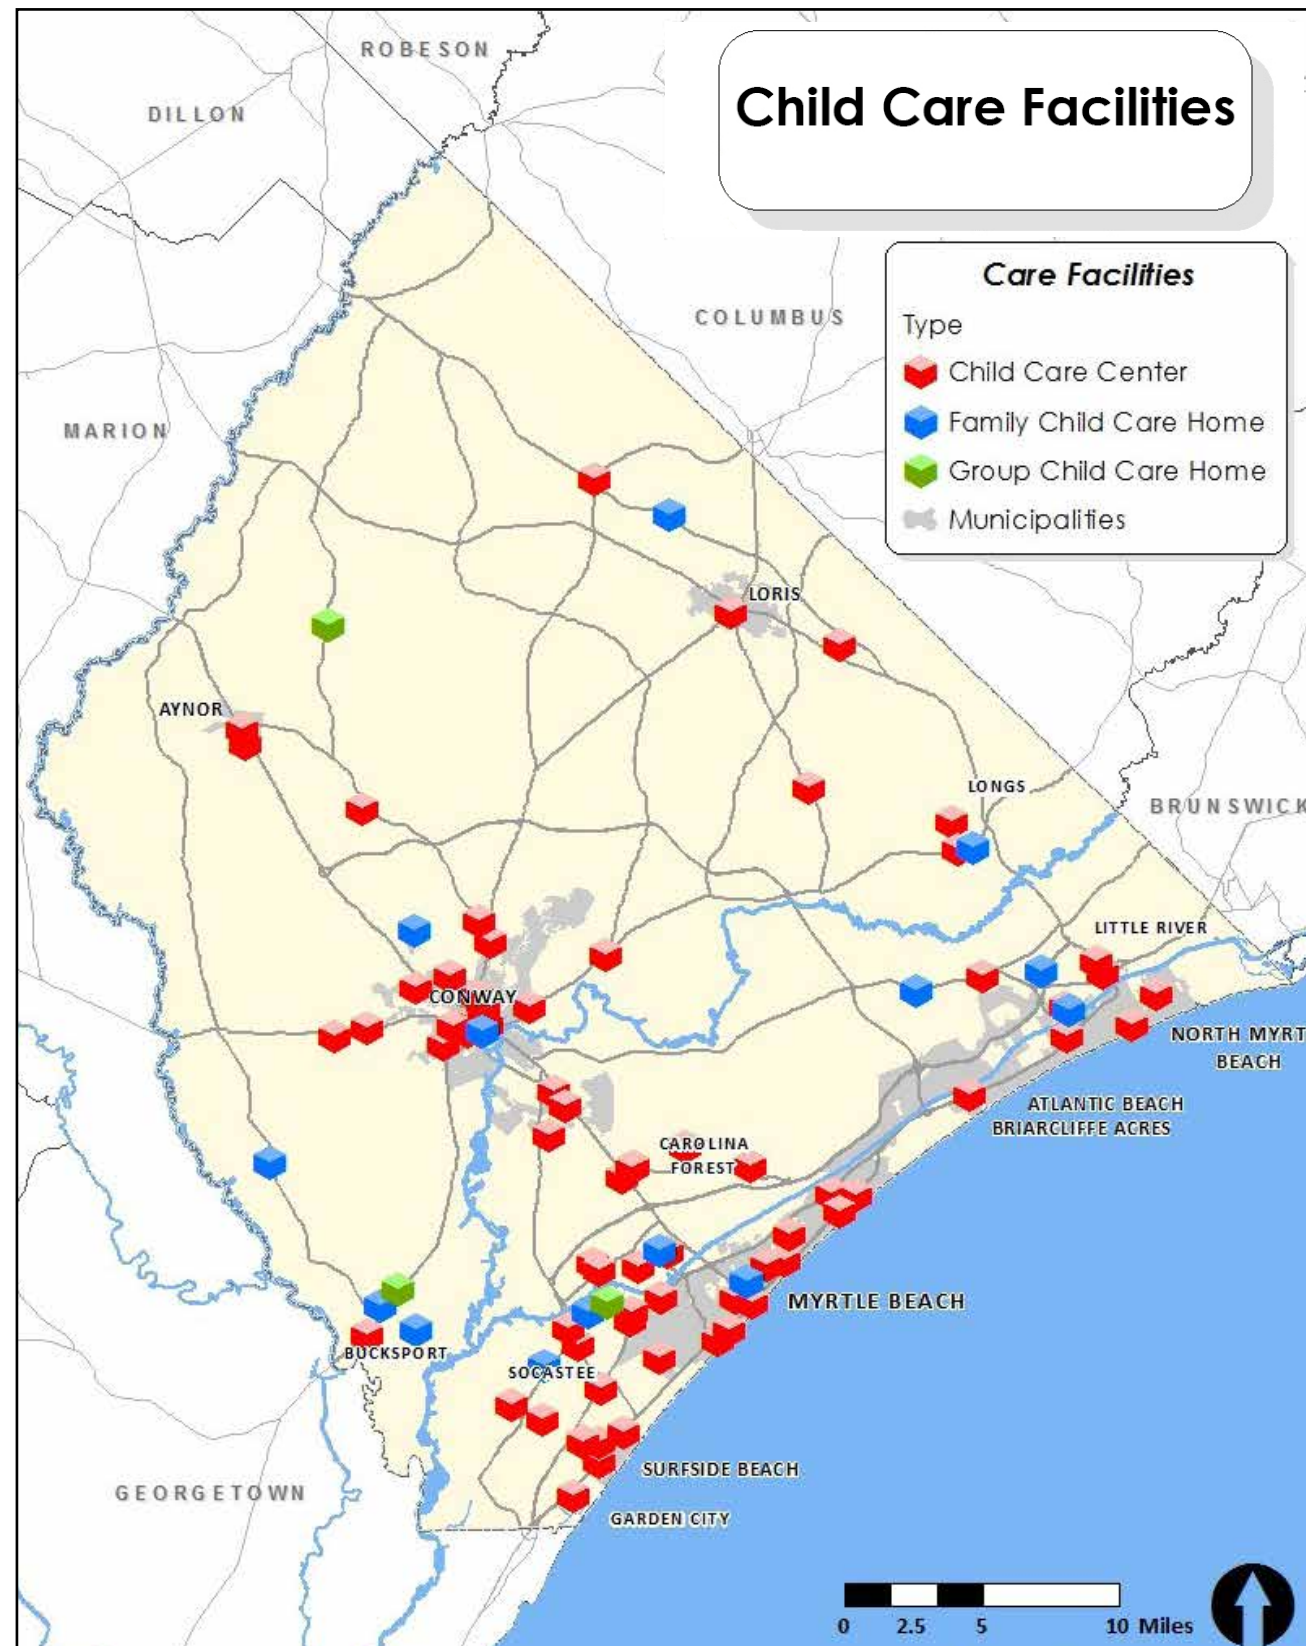 ROBESON
DILLON
Child Care Facilities
Care Facilities
Type
Child Care Center
Family Child Care Home
Group Child Care Home
Municipalities
COLUMBUS
MARION
LORIS
AYNOR
LONGS
BRUNSWICK
LITTLE RIVER
CONWAY
NORTH MYRT
BEACH
ATLANTIC BEACH
BRIARCLIFFE ACRES
CAROLINA
FOREST
MYRTLE BEACH
BUCKSPORT
SOCASTEE
SURFSIDE BEACH
GEORGETOWN
GARDEN CITY
0 2.5 5 10 Miles